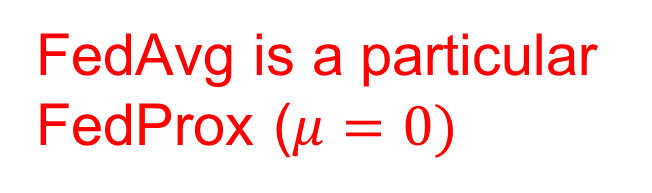 FedAvg is a particular
FedProx (μ = 0)